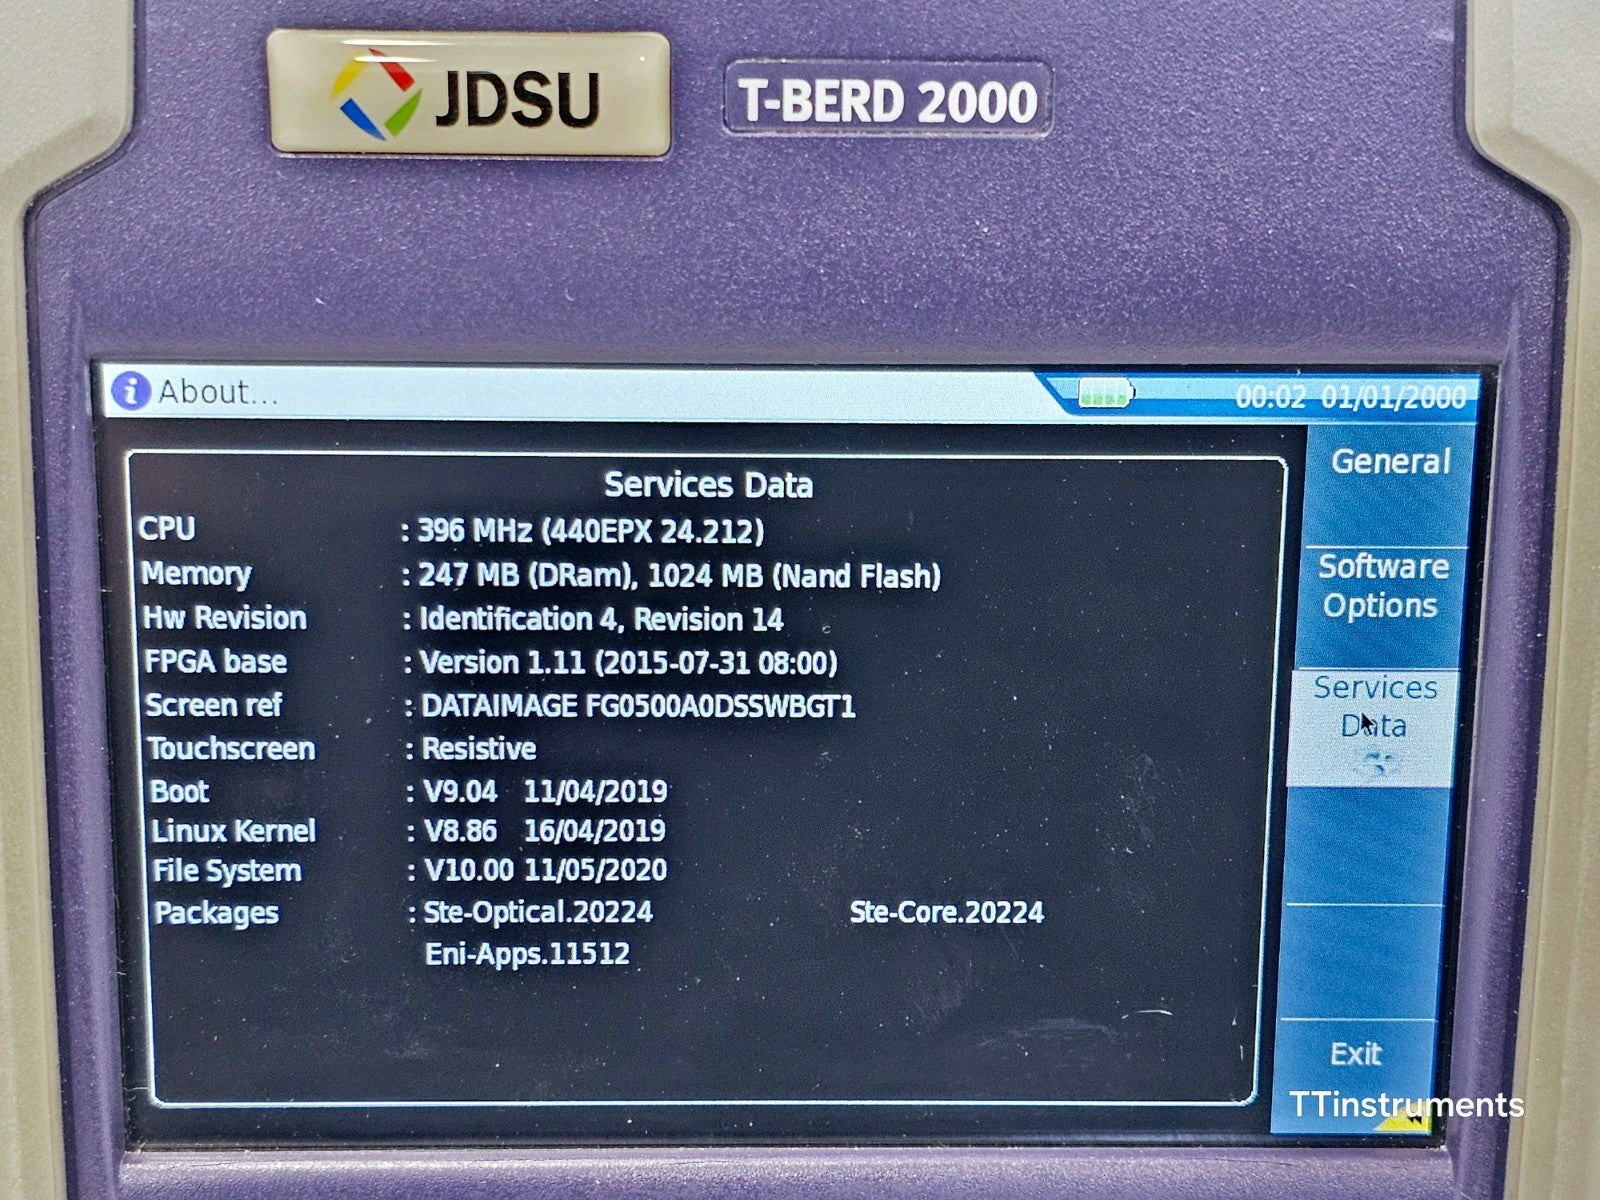 JDSU
T-BERD 2000
i About... 00:02 01/01/2000
Services Data
CPU : 396 MHz (440EPX 24.212)
Memory : 247 MB (DRam), 1024 MB (Nand Flash)
Hw Revision : Identification 4, Revision 14
FPGA base : Version 1.11 (2015-07-31 08:00)
Screen ref : DATAIMAGE FG0500A0DSSWBGT1
Touchscreen : Resistive
Boot : V9.04 11/04/2019
Linux Kernel : V8.86 16/04/2019
File System : V10.00 11/05/2020
Packages : Ste-Optical.20224 Ste-Core.20224
Eni-Apps.11512
General
Software
Options
Services
Data
Exit
TTinstruments